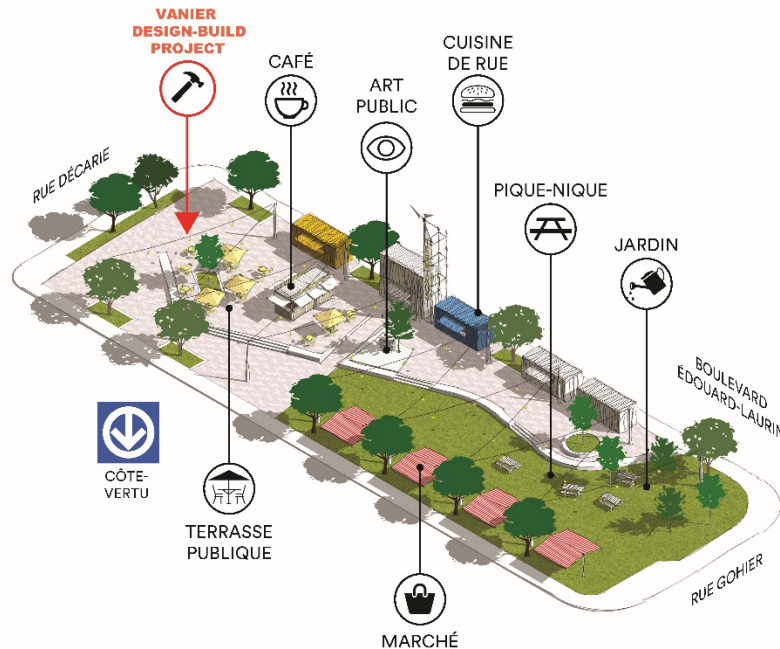 VANIER
DESIGN-BUILD
PROJECT
CAFÉ
ART
PUBLIC
CUISINE
DE RUE
PIQUE-NIQUE
JARDIN
RUE DÉCARIE
BOULEVARD
ÉDOUARD-LAURIN
CÔTE-
VERTU
TERRASSE
PUBLIQUE
RUE GOHIER
MARCHÉ